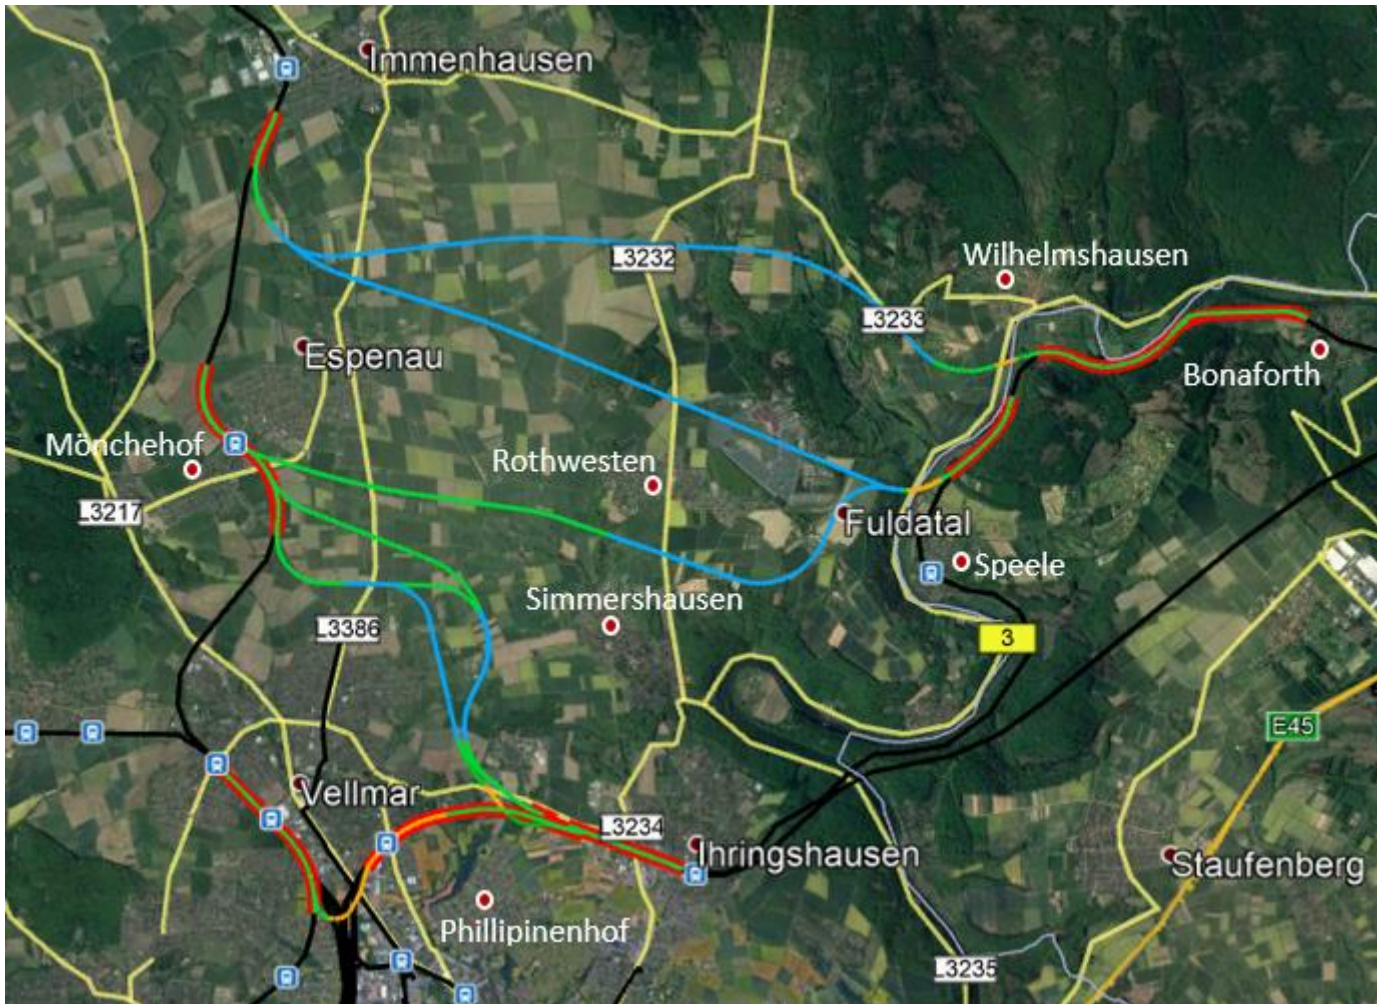 Immenhausen
Wilhelmshausen
L3232
L3233
Espenau
Bonaforth
Mönchehof
Rothwesten
L3217
Fuldatal
Speele
Simmershausen
L3386
3
E45
Vellmar
L3234
Ihringshausen
Staufenberg
Phillipinenhof
L3235